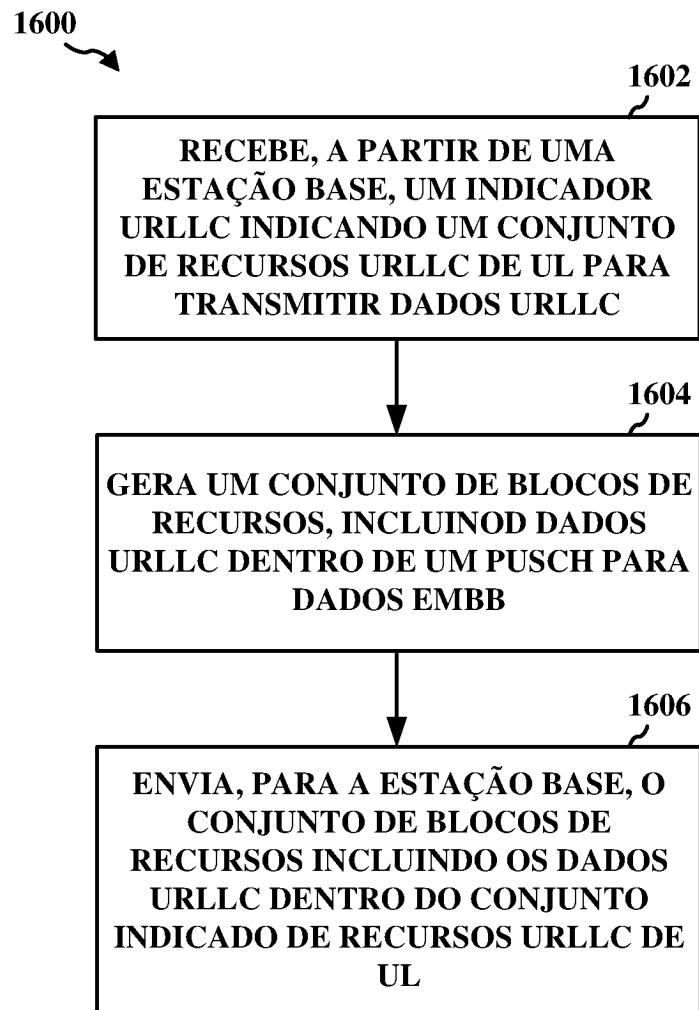 1600
1602
RECEBE, A PARTIR DE UMA
ESTAÇÃO BASE, UM INDICADOR
URLLC INDICANDO UM CONJUNTO
DE RECURSOS URLLC DE UL PARA
TRANSMITIR DADOS URLLC
1604
GERA UM CONJUNTO DE BLOCOS DE
RECURSOS, INCLUINOD DADOS
URLLC DENTRO DE UM PUSCH PARA
DADOS EMBB
1606
ENVIA, PARA A ESTAÇÃO BASE, O
CONJUNTO DE BLOCOS DE
RECURSOS INCLUINDO OS DADOS
URLLC DENTRO DO CONJUNTO
INDICADO DE RECURSOS URLLC DE
UL